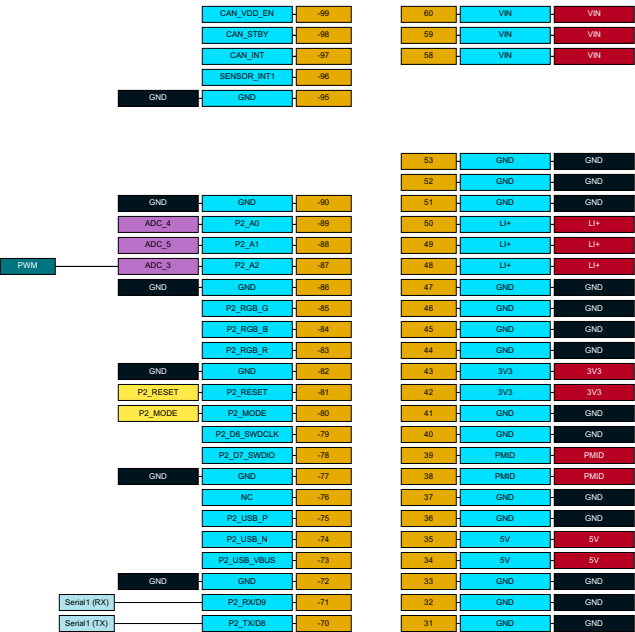 CAN_VDD_EN -99 60 VIN VIN
CAN_STBY -98 59 VIN VIN
CAN_INT -97 58 VIN VIN
SENSOR_INT1 -96
GND GND -95
53 GND GND
52 GND GND
GND GND -90 51 GND GND
ADC_4 P2_A0 -89 50 LI+ LI+
ADC_5 P2_A1 -88 49 LI+ LI+
PWM ADC_3 P2_A2 -87 48 LI+ LI+
GND GND -86 47 GND GND
P2_RGB_G -85 46 GND GND
P2_RGB_B -84 45 GND GND
P2_RGB_R -83 44 GND GND
GND GND -82 43 3V3 3V3
P2_RESET P2_RESET -81 42 3V3 3V3
P2_MODE P2_MODE -80 41 GND GND
P2_D6_SWDCLK -79 40 GND GND
P2_D7_SWDIO -78 39 PMID PMID
GND GND -77 38 PMID PMID
NC -76 37 GND GND
P2_USB_P -75 36 GND GND
P2_USB_N -74 35 5V 5V
P2_USB_VBUS -73 34 5V 5V
GND GND -72 33 GND GND
Serial1 (RX) P2_RX/D9 -71 32 GND GND
Serial1 (TX) P2_TX/D8 -70 31 GND GND